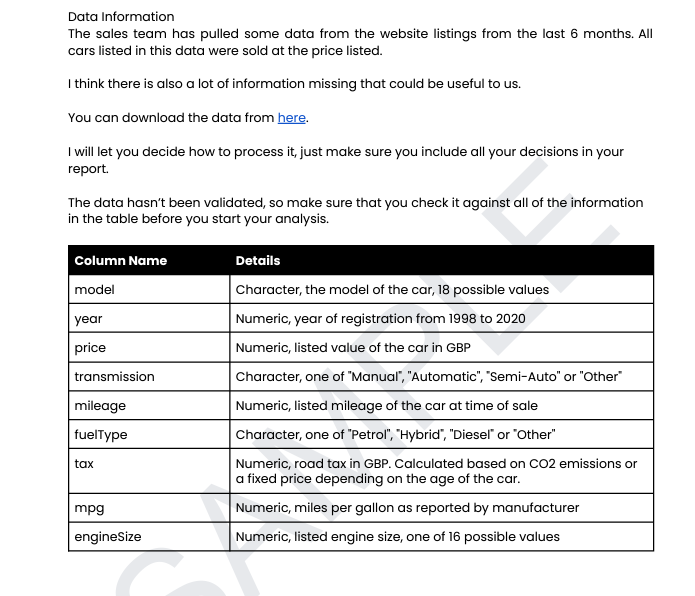 Data Information
The sales team has pulled some data from the website listings from the last 6 months. All
cars listed in this data were sold at the price listed.
I think there is also a lot of information missing that could be useful to us.
You can download the data from here.
I will let you decide how to process it, just make sure you include all your decisions in your
report.
The data hasn't been validated, so make sure that you check it against all of the information
in the table before you start your analysis.
Column Name Details
model Character, the model of the car, 18 possible values
year Numeric, year of registration from 1998 to 2020
price Numeric, listed value of the car in GBP
transmission Character, one of "Manual", "Automatic", "Semi-Auto" or "Other"
mileage Numeric, listed mileage of the car at time of sale
fuelType Character, one of "Petrol", "Hybrid", "Diesel" or "Other"
tax Numeric, road tax in GBP. Calculated based on CO2 emissions or
a fixed price depending on the age of the car.
mpg Numeric, miles per gallon as reported by manufacturer
engineSize Numeric, listed engine size, one of 16 possible values
SAMPLE